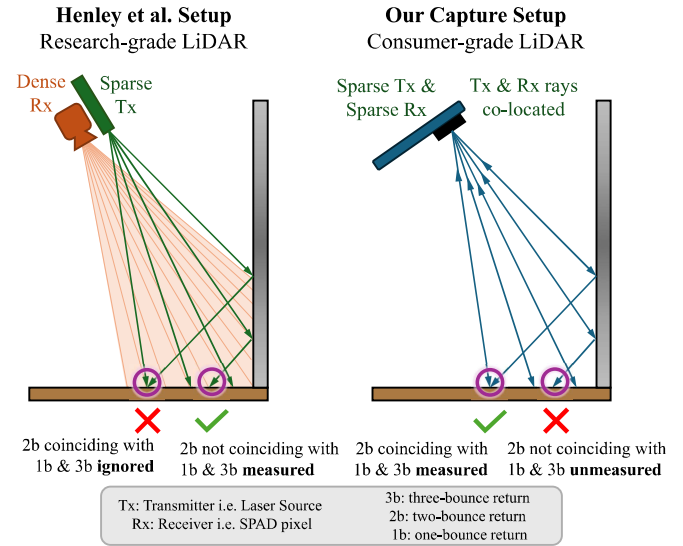 Henley et al. Setup
Research-grade LiDAR
Dense
Rx
Sparse
Tx
2b coinciding with
1b & 3b ignored
2b not coinciding with
1b & 3b measured
Our Capture Setup
Consumer-grade LiDAR
Sparse Tx &
Sparse Rx
Tx & Rx rays
co-located
2b coinciding with
1b & 3b measured
2b not coinciding with
1b & 3b unmeasured
Tx: Transmitter i.e. Laser Source
Rx: Receiver i.e. SPAD pixel
3b: three-bounce return
2b: two-bounce return
1b: one-bounce return